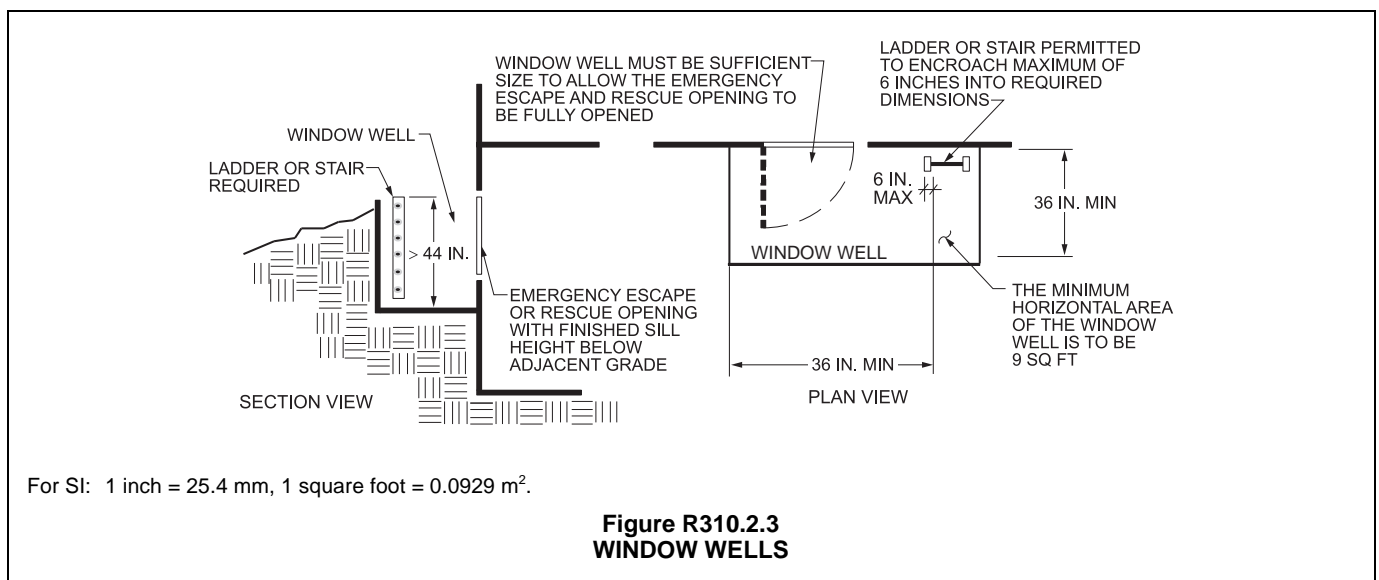 WINDOW WELL MUST BE SUFFICIENT
SIZE TO ALLOW THE EMERGENCY
ESCAPE AND RESCUE OPENING TO
BE FULLY OPENED
LADDER OR STAIR PERMITTED
TO ENCROACH MAXIMUM OF
6 INCHES INTO REQUIRED
DIMENSIONS
WINDOW WELL
LADDER OR STAIR
REQUIRED
> 44 IN.
EMERGENCY ESCAPE
OR RESCUE OPENING
WITH FINISHED SILL
HEIGHT BELOW
ADJACENT GRADE
SECTION VIEW
6 IN.
MAX
36 IN. MIN
WINDOW WELL
THE MINIMUM
HORIZONTAL AREA
OF THE WINDOW
WELL IS TO BE
9 SQ FT
36 IN. MIN
PLAN VIEW
For SI: 1 inch = 25.4 mm, 1 square foot = 0.0929 m².
Figure R310.2.3
WINDOW WELLS